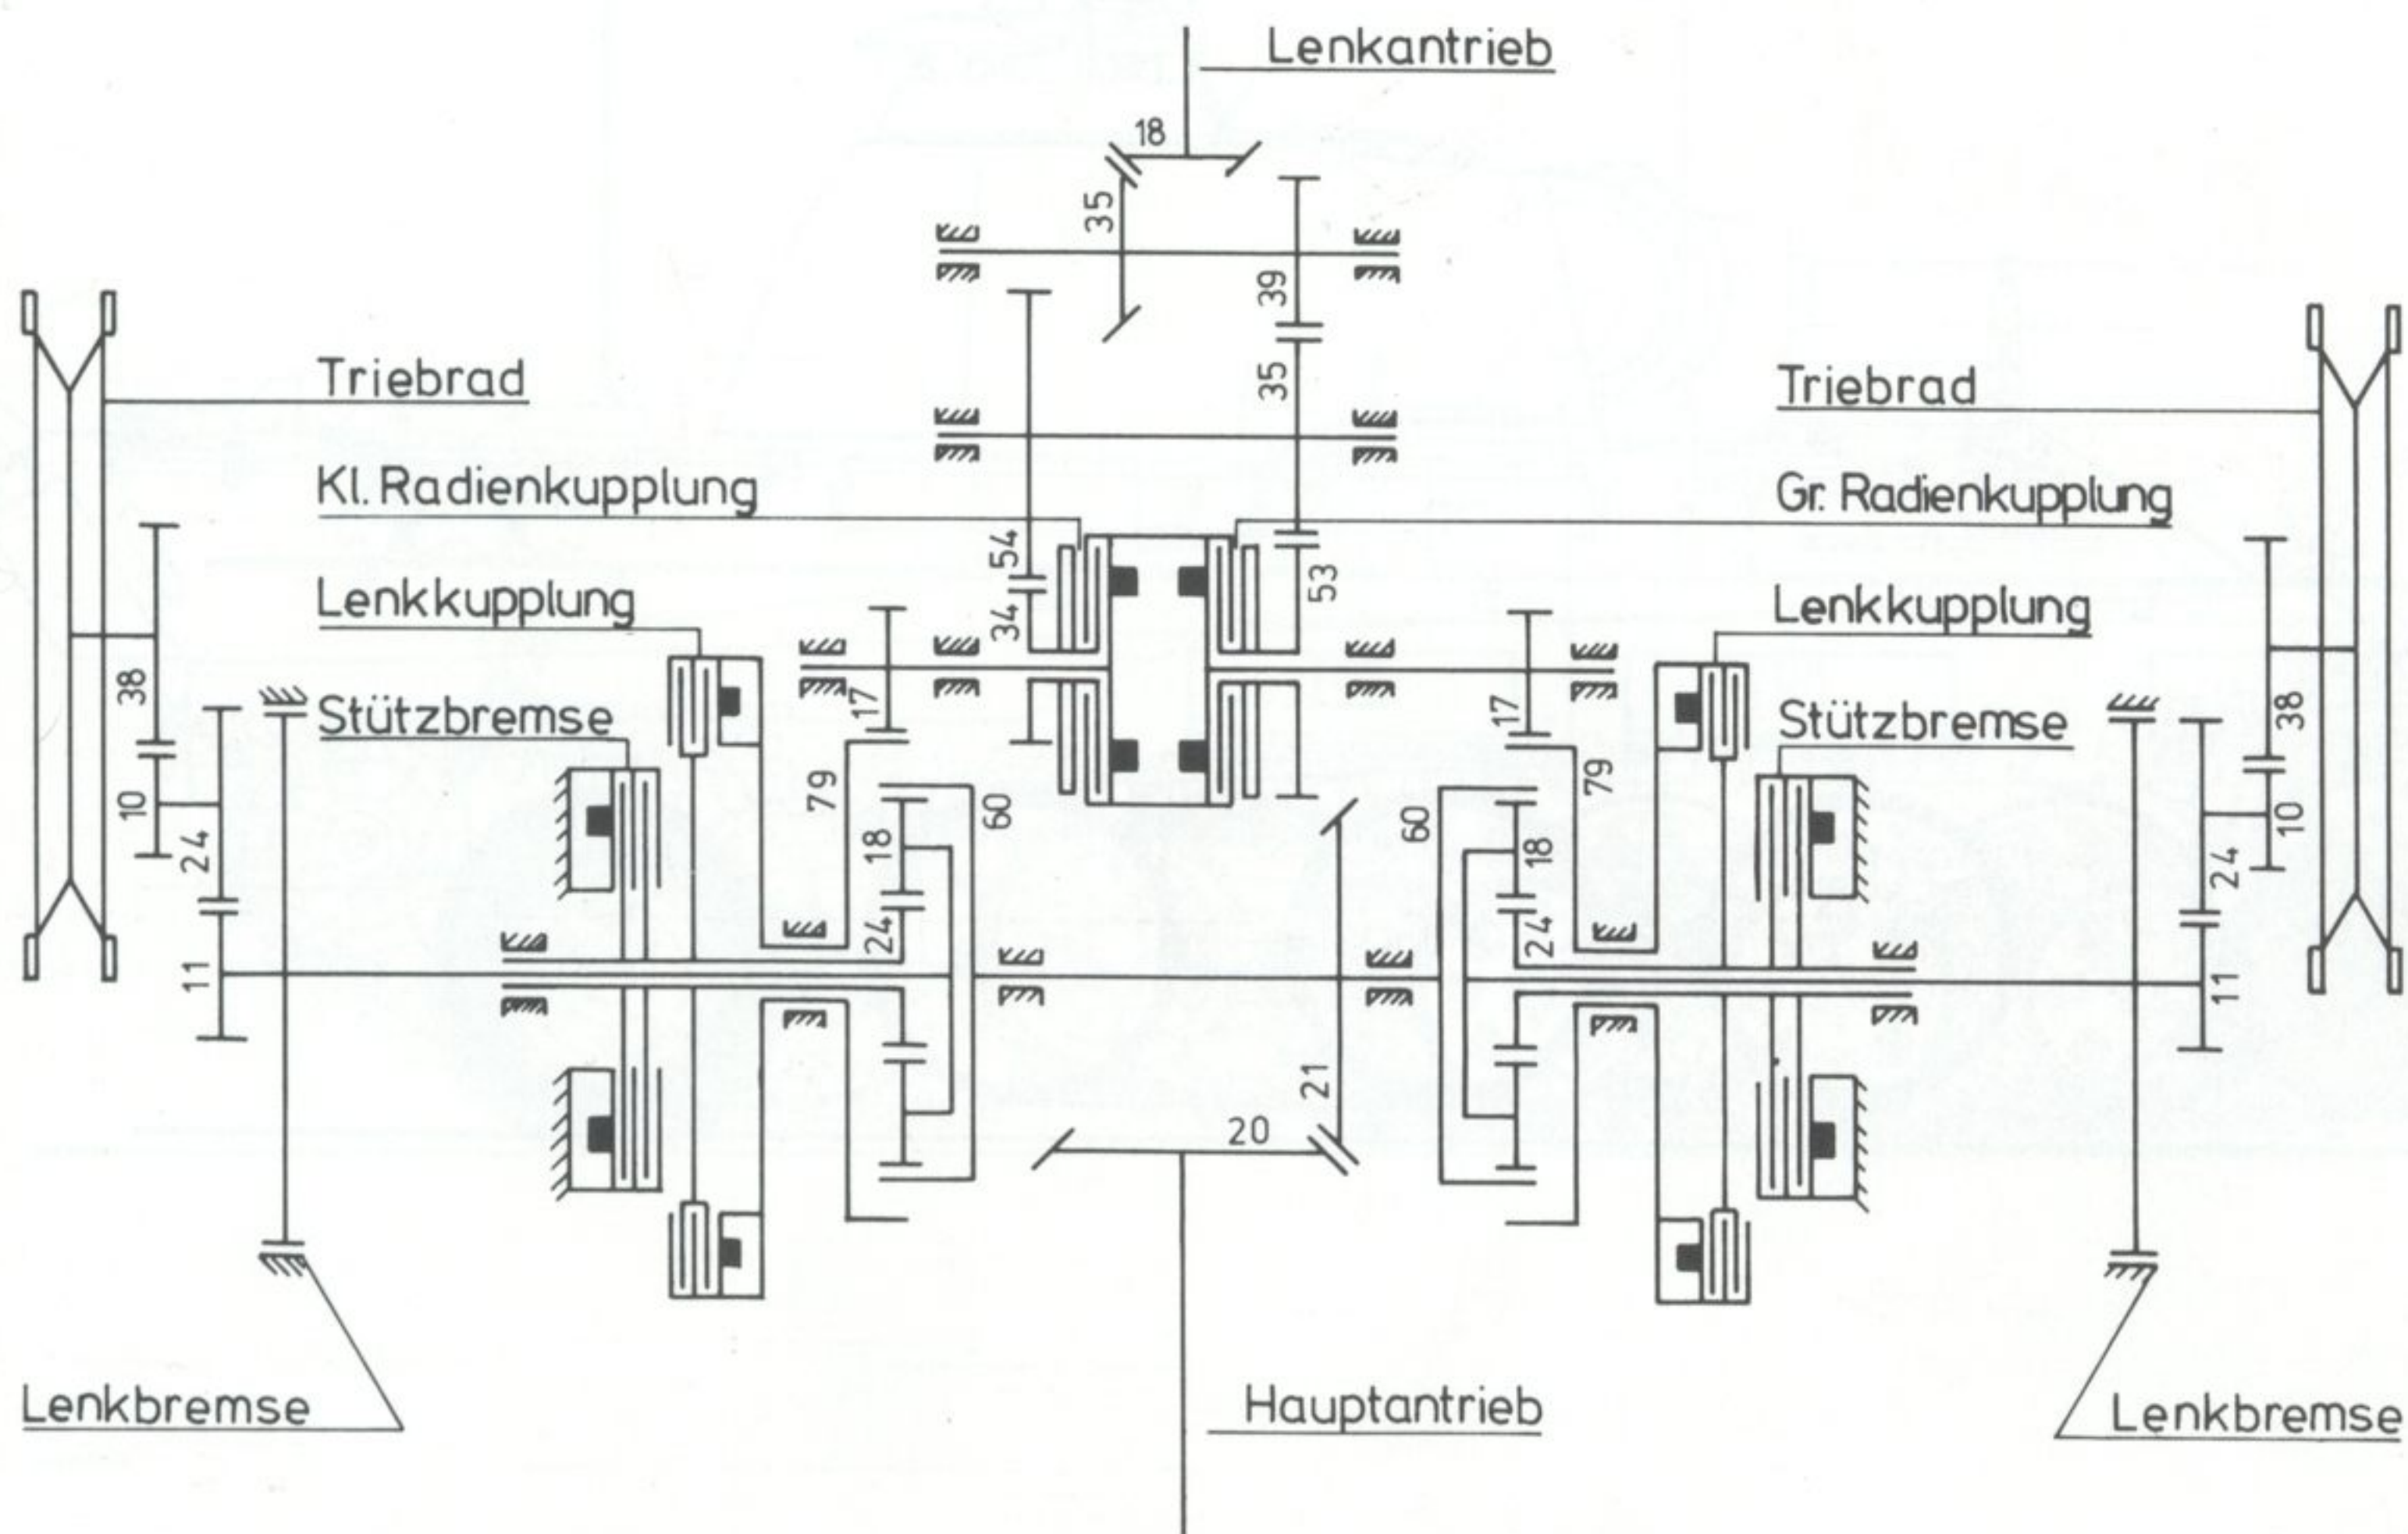 Lenkantrieb
18
35
39
Triebrad
35
Triebrad
Kl. Radienkupplung
Gr. Radienkupplung
54
53
Lenkkupplung
34
Lenkkupplung
38
Stützbremse
17
17
Stützbremse
38
10
24
79
18
60
60
18
79
24
10
11
24
24
11
21
20
Lenkbremse
Hauptantrieb
Lenkbremse